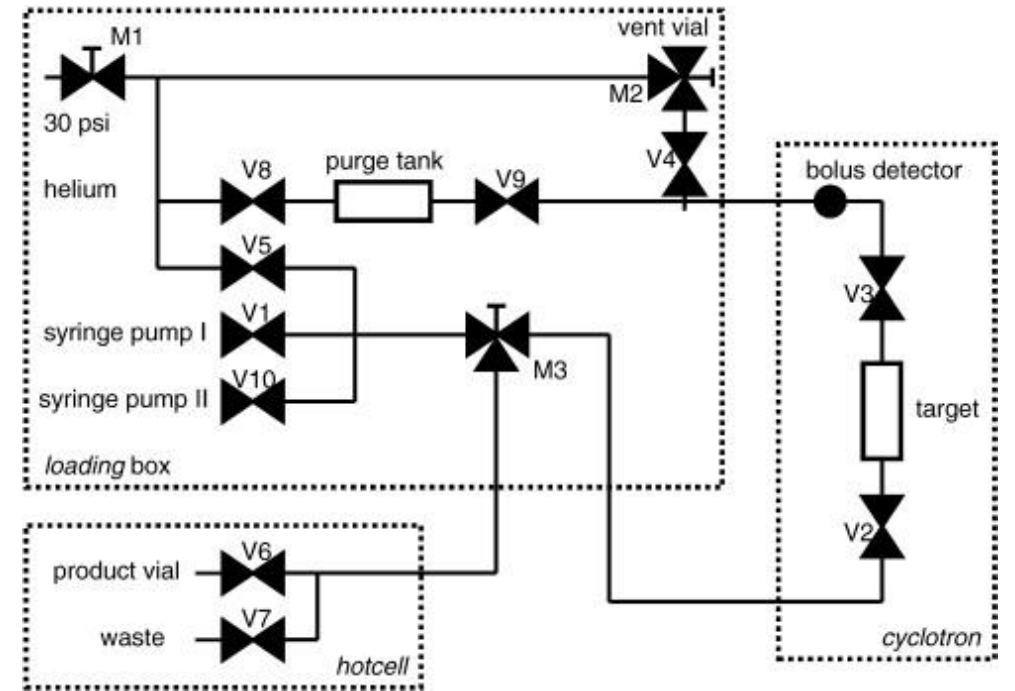 M1
vent vial
M2
30 psi
V4
purge tank
V8
V9
bolus detector
helium
V5
V3
V1
syringe pump I
M3
V10
syringe pump II
target
loading box
V2
V6
product vial
V7
waste
hotcell
cyclotron